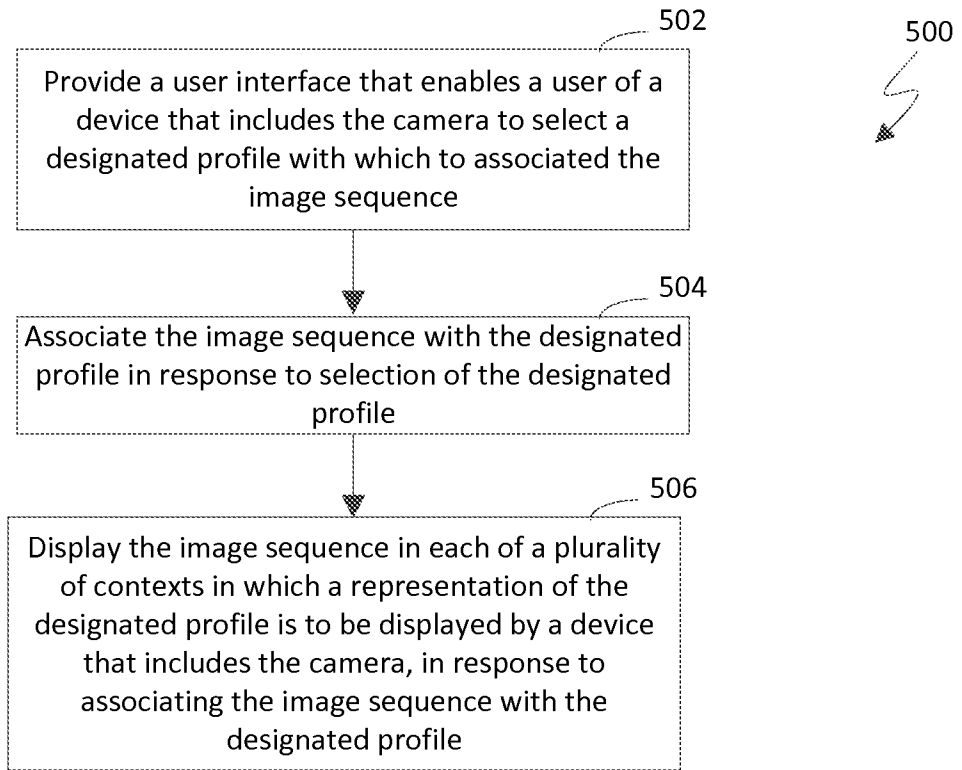 502
500
Provide a user interface that enables a user of a
device that includes the camera to select a
designated profile with which to associated the
image sequence
504
Associate the image sequence with the designated
profile in response to selection of the designated
profile
506
Display the image sequence in each of a plurality
of contexts in which a representation of the
designated profile is to be displayed by a device
that includes the camera, in response to
associating the image sequence with the
designated profile